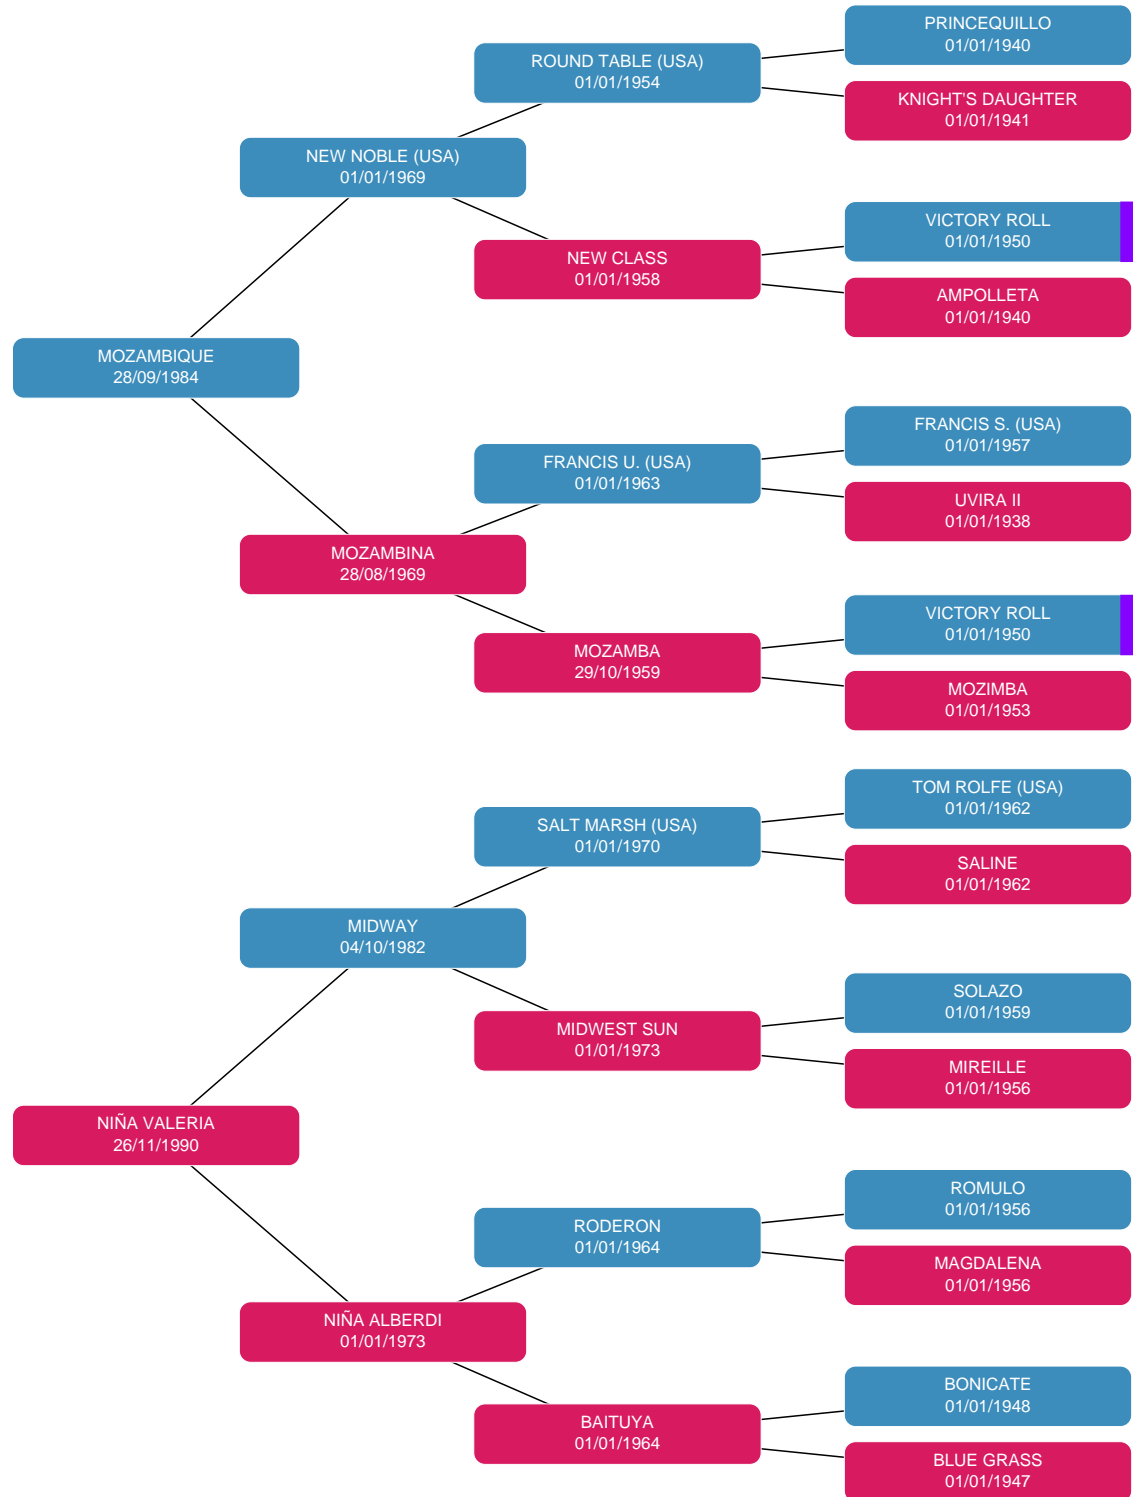 PRINCEQUILLO
01/01/1940
ROUND TABLE (USA)
01/01/1954
KNIGHT'S DAUGHTER
01/01/1941
NEW NOBLE (USA)
01/01/1969
VICTORY ROLL
01/01/1950
NEW CLASS
01/01/1958
AMPOLLETA
01/01/1940
MOZAMBIQUE
28/09/1984
FRANCIS S. (USA)
01/01/1957
FRANCIS U. (USA)
01/01/1963
UVIRA II
01/01/1938
MOZAMBINA
28/08/1969
VICTORY ROLL
01/01/1950
MOZAMBA
29/10/1959
MOZIMBA
01/01/1953
TOM ROLFE (USA)
01/01/1962
SALT MARSH (USA)
01/01/1970
SALINE
01/01/1962
MIDWAY
04/10/1982
SOLAZO
01/01/1959
MIDWEST SUN
01/01/1973
MIREILLE
01/01/1956
NIÑA VALERIA
26/11/1990
ROMULO
01/01/1956
RODERON
01/01/1964
MAGDALENA
01/01/1956
NIÑA ALBERDI
01/01/1973
BONICATE
01/01/1948
BAITUYA
01/01/1964
BLUE GRASS
01/01/1947